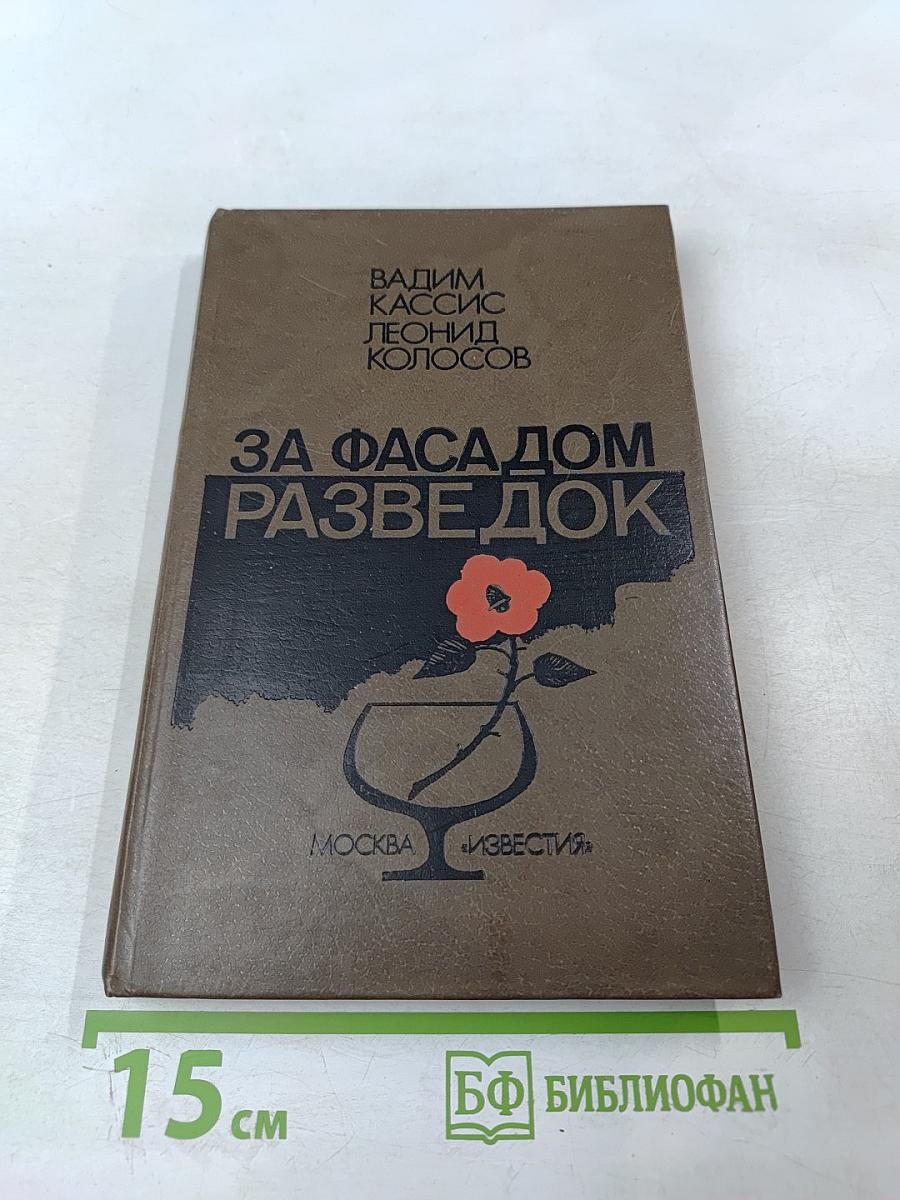 ВАДИМ
КАССИС
ЛЕОНИД
КОЛОСОВ
ЗА ФАСАДОМ
РАЗВЕДОК
МОСКВА «ИЗВЕСТИЯ»
15 см
БФ БИБЛИОФАН